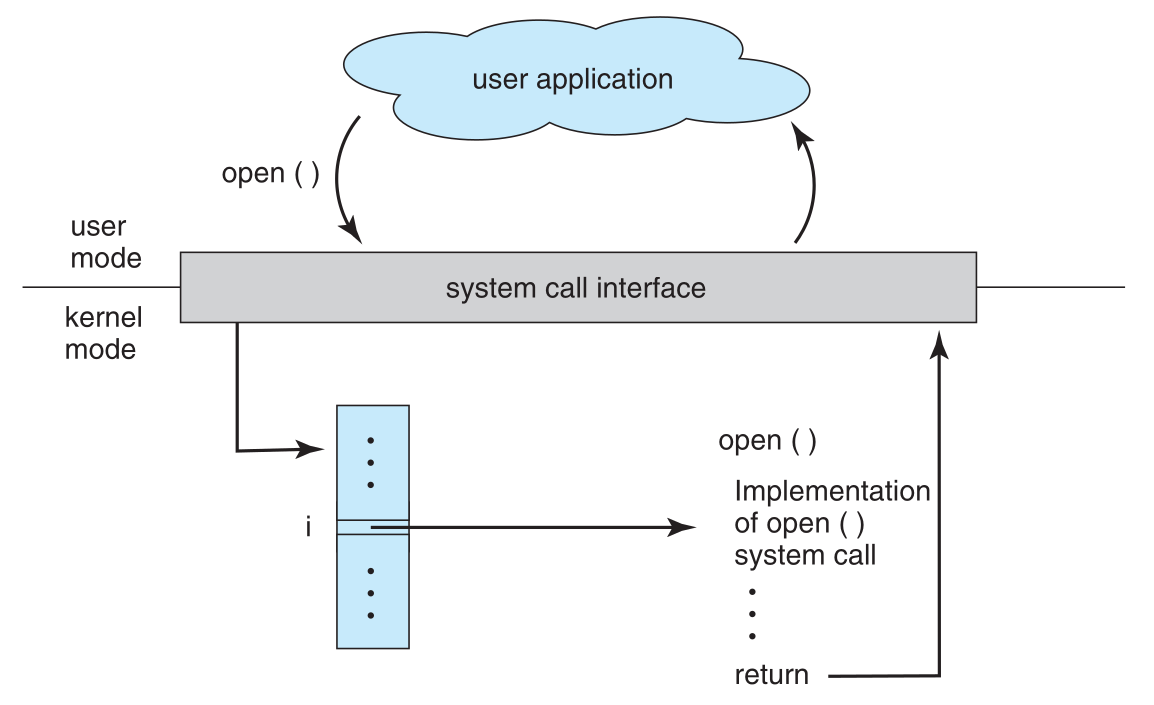 user application
open ( )
user
mode
system call interface
kernel
mode
open ( )
Implementation
of open ( )
system call
i
return